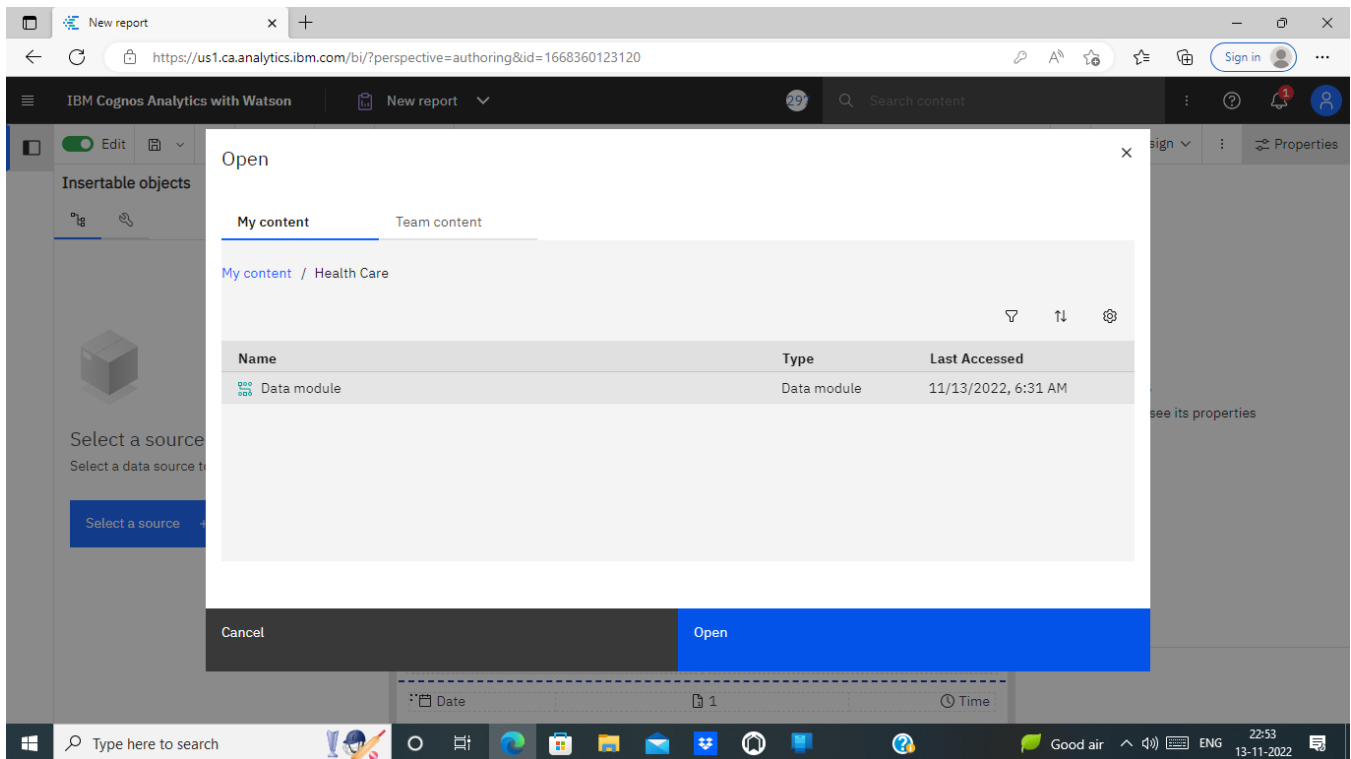 New report
https://us1.ca.analytics.ibm.com/bi/?perspective=authoring&id=1668360123120
Sign in
IBM Cognos Analytics with Watson
New report
29
Search content
1
Edit
sign
Properties
Insertable objects
Open
My content
Team content
My content / Health Care
Name Type Last Accessed
Data module Data module 11/13/2022, 6:31 AM
see its properties
Select a source
Select a data source to
Select a source +
Cancel
Open
Date
1
Time
Type here to search
Good air
ENG
22:53
13-11-2022